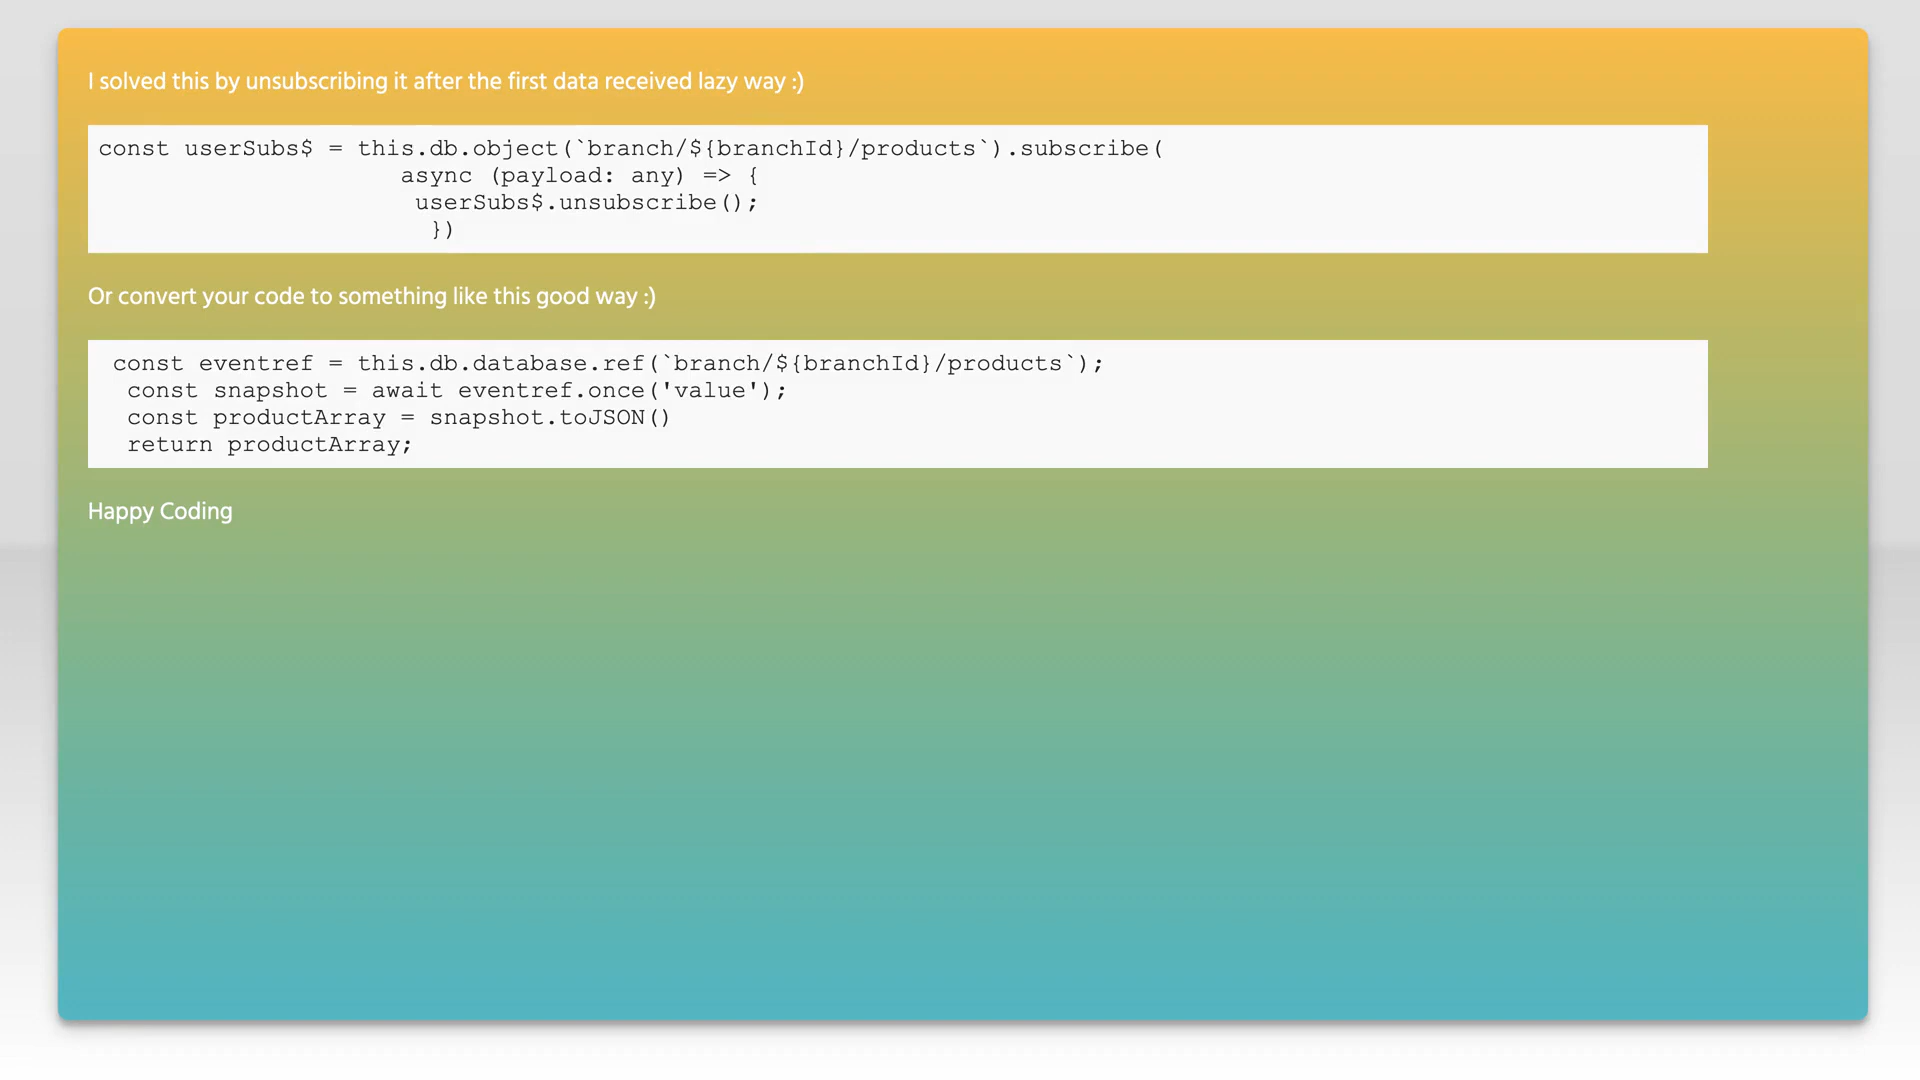 I solved this by unsubscribing it after the first data received lazy way :)
const userSubs$ = this.db.object(`branch/${branchId}/products`).subscribe(
async (payload: any) => {
userSubs$.unsubscribe();
})
Or convert your code to something like this good way :)
const eventref = this.db.database.ref(`branch/${branchId}/products`);
const snapshot = await eventref.once('value');
const productArray = snapshot.toJSON()
return productArray;
Happy Coding